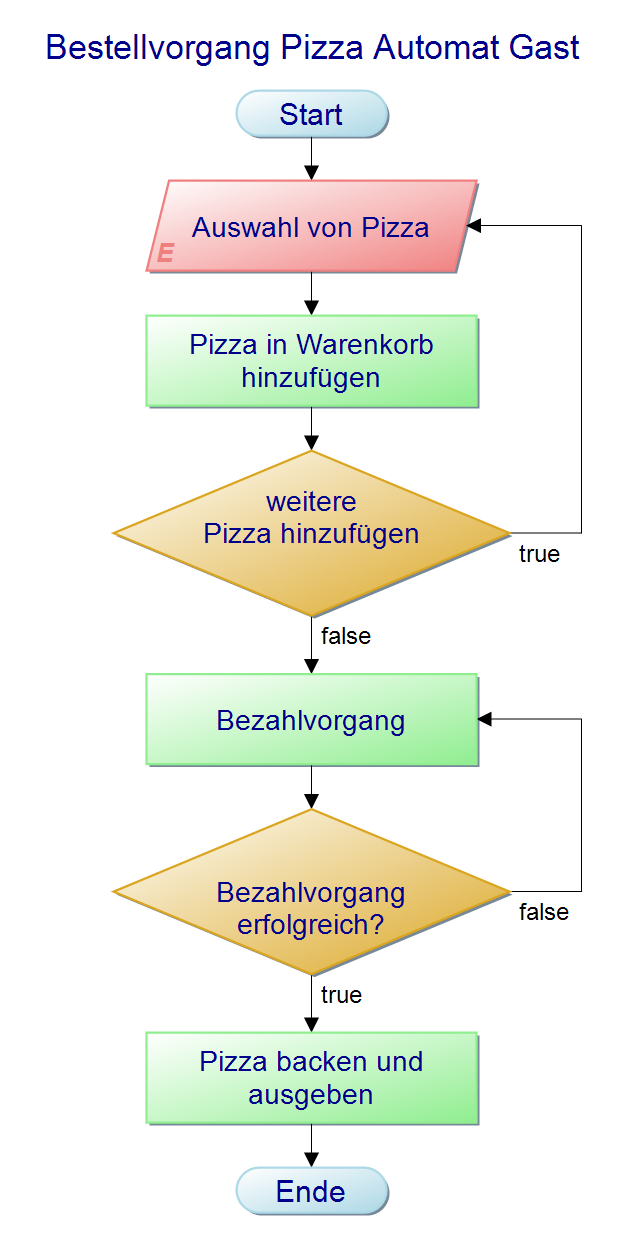 Bestellvorgang Pizza Automat Gast
Start
Auswahl von Pizza
E
Pizza in Warenkorb
hinzufügen
weitere
Pizza hinzufügen
true
false
Bezahlvorgang
Bezahlvorgang
erfolgreich?
false
true
Pizza backen und
ausgeben
Ende